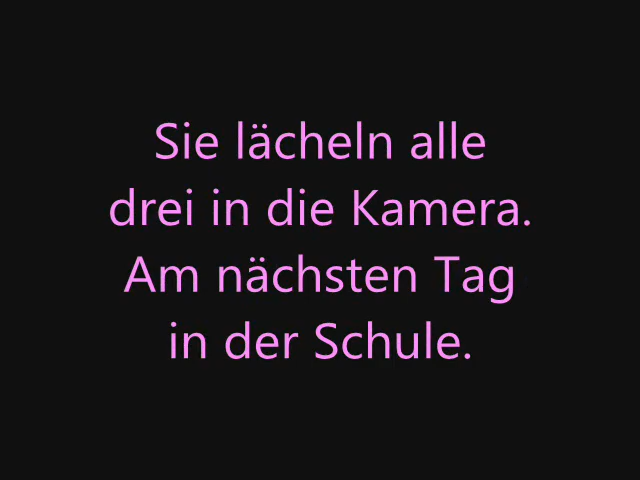 Sie lächeln alle
drei in die Kamera.
Am nächsten Tag
in der Schule.